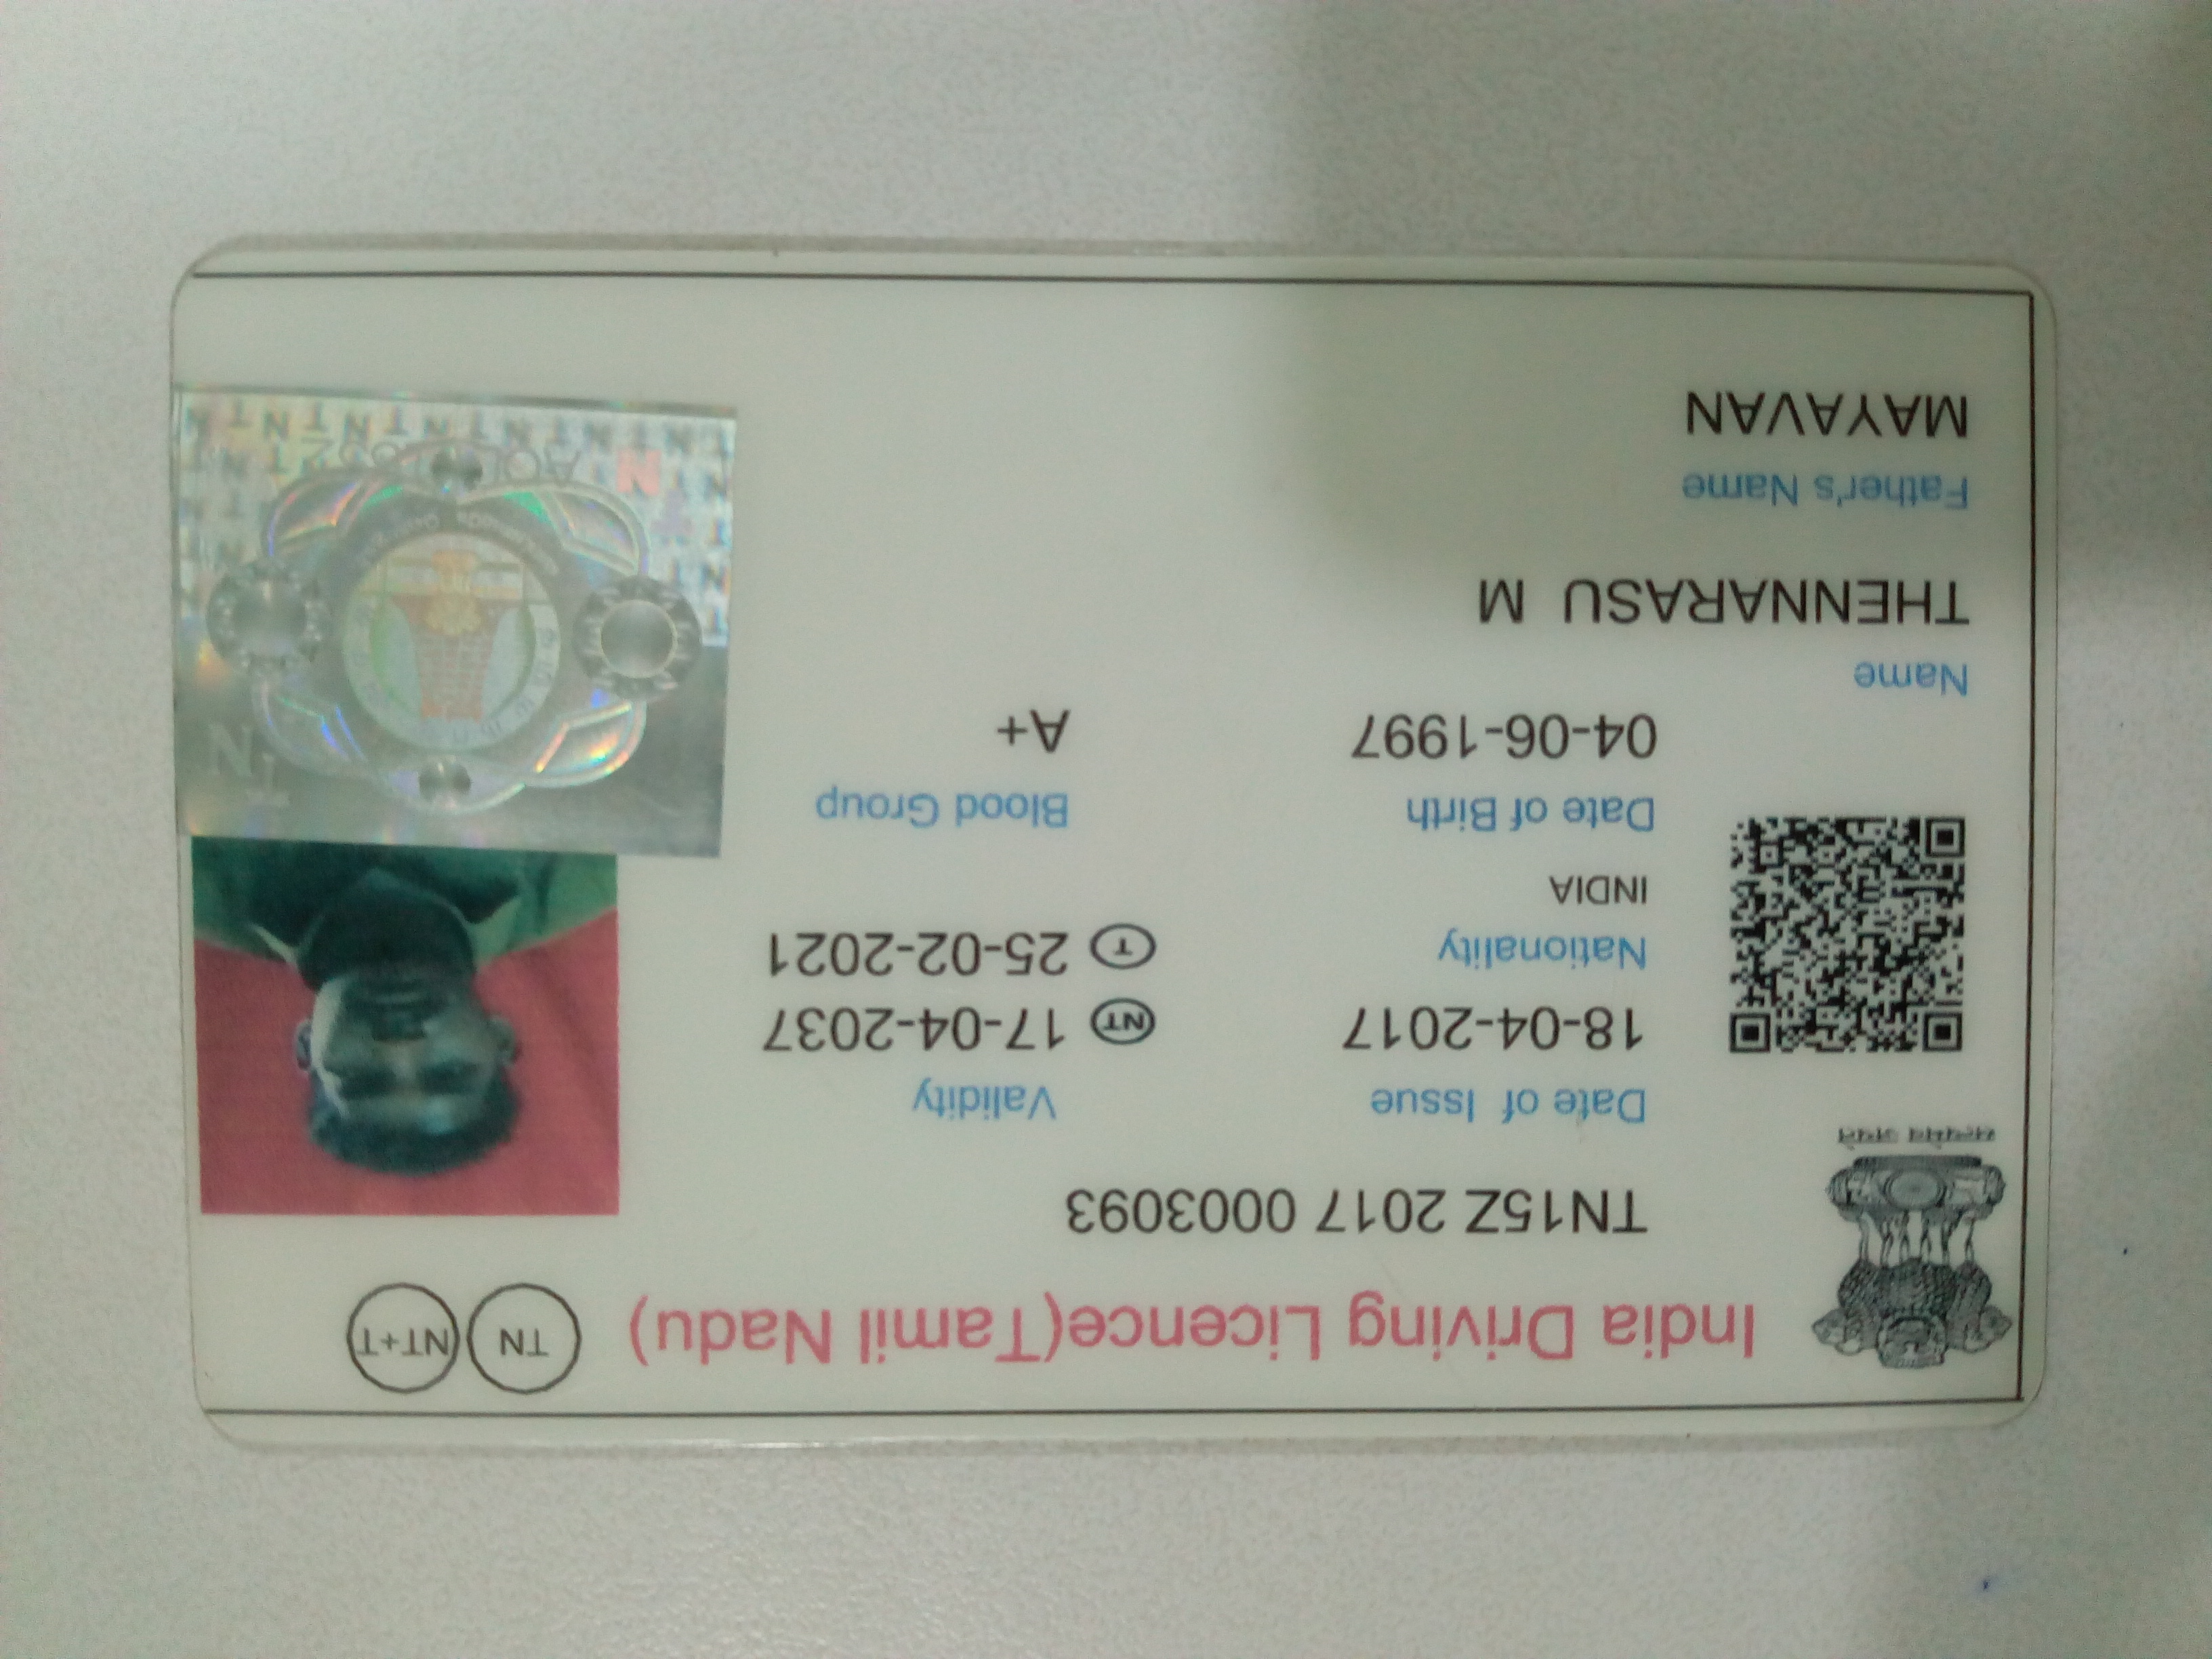 India Driving Licence(Tamil Nadu)
TN
NT+T
TN15Z 2017 0003093
Date of Issue
Validity
18-04-2017
NT 17-04-2037
Nationality
T 25-02-2021
INDIA
Date of Birth
Blood Group
04-06-1997
A+
Name
THENNARASU M
Father's Name
MAYAVAN